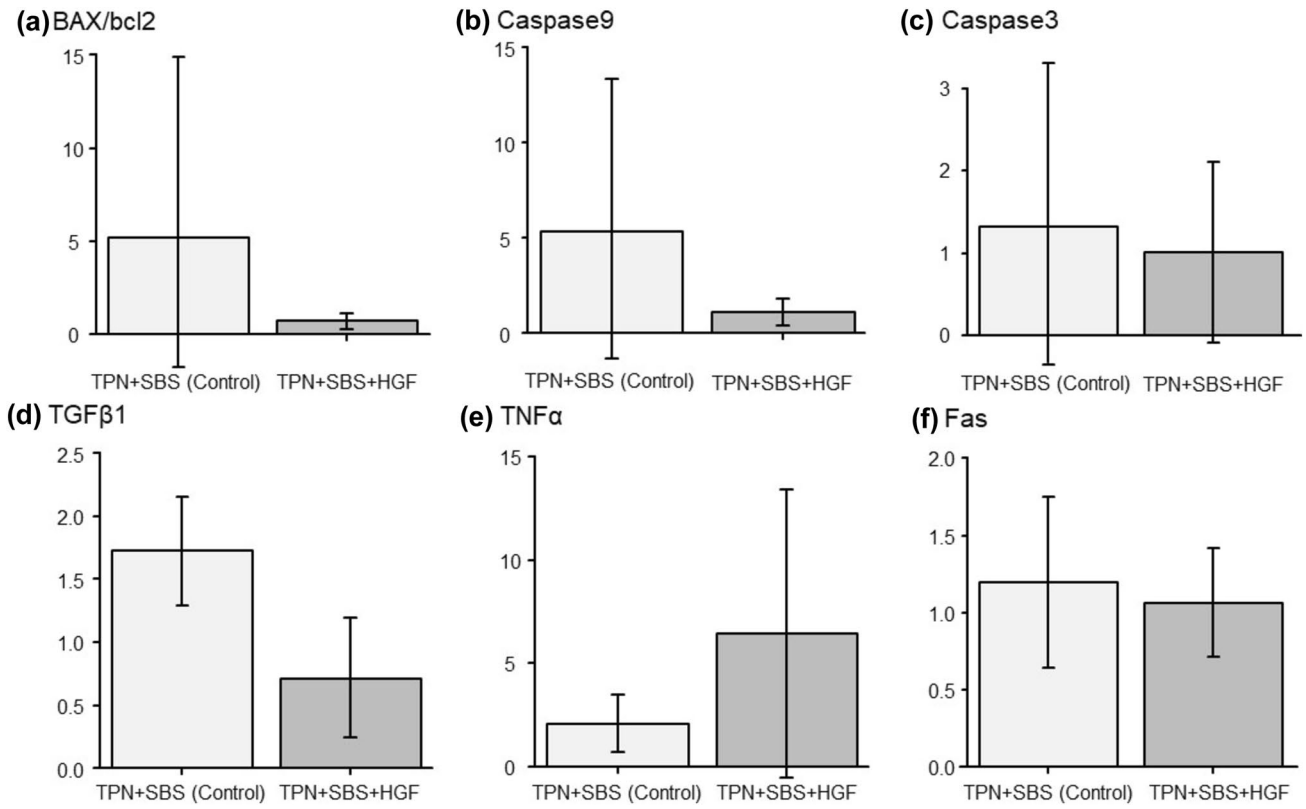 (a) BAX/bcl2
15
10
5
0
TPN+SBS (Control) TPN+SBS+HGF
(b) Caspase9
15
10
5
0
TPN+SBS (Control) TPN+SBS+HGF
(c) Caspase3
3
2
1
0
TPN+SBS (Control) TPN+SBS+HGF
(d) TGFβ1
2.5
2.0
1.5
1.0
0.5
0.0
TPN+SBS (Control) TPN+SBS+HGF
(e) TNFα
15
10
5
0
TPN+SBS (Control) TPN+SBS+HGF
(f) Fas
2.0
1.5
1.0
0.5
0.0
TPN+SBS (Control) TPN+SBS+HGF